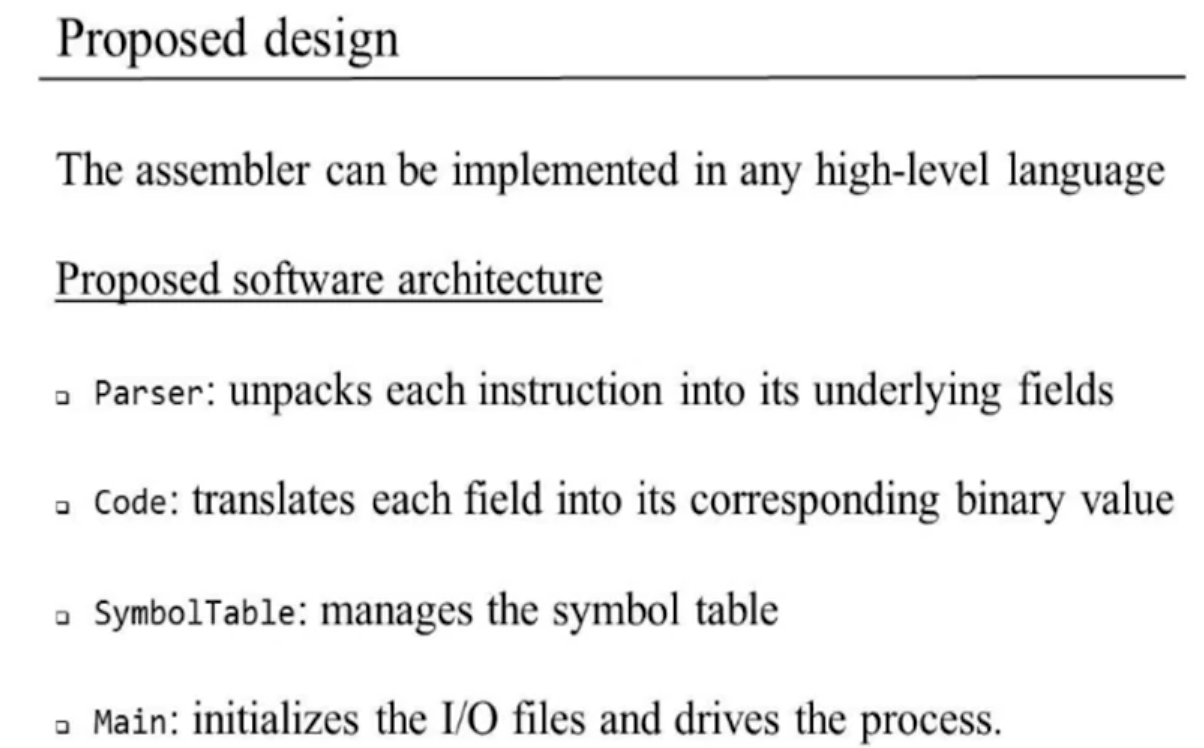 Proposed design
The assembler can be implemented in any high-level language
Proposed software architecture
Parser: unpacks each instruction into its underlying fields
Code: translates each field into its corresponding binary value
SymbolTable: manages the symbol table
Main: initializes the I/O files and drives the process.